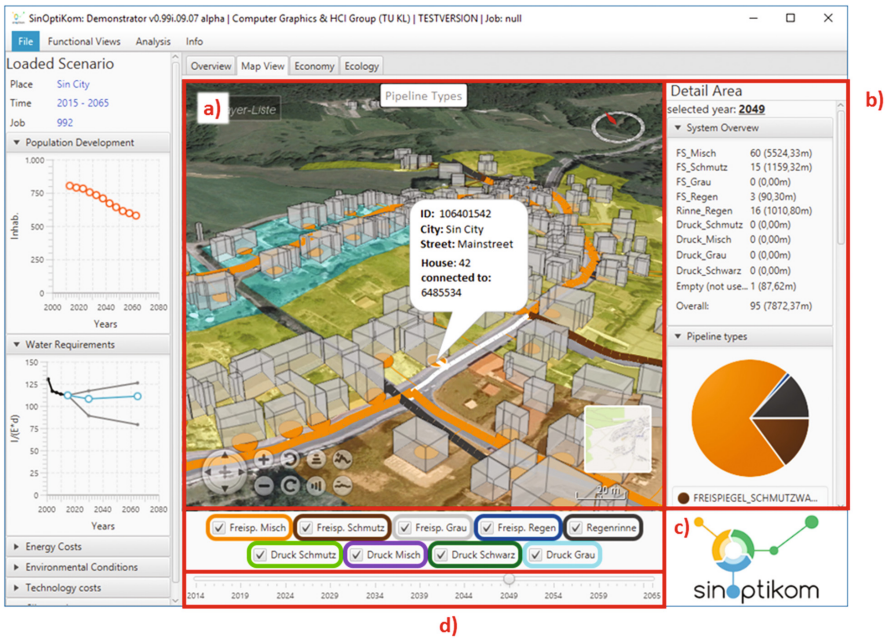 SinOptiKom: Demonstrator v0.99i.09.07 alpha | Computer Graphics & HCI Group (TU KL) | TESTVERSION | Job: null
File Functional Views Analysis Info
Loaded Scenario
Place Sin City
Time 2015 - 2065
Job 992
Population Development
1.000
750
500
250
0
Inhab.
2000 2020 2040 2060 2080
Years
Water Requirements
150
125
100
75
50
25
0
l/(E*d)
2000 2020 2040 2060 2080
Years
Energy Costs
Environmental Conditions
Technology costs
Overview Map View Economy Ecology
a)
yer-Liste
Pipeline Types
ID: 106401542
City: Sin City
Street: Mainstreet
House: 42
connected to:
6485534
20 m
Freisp. Misch Freisp. Schmutz Freisp. Grau Freisp. Regen Regenrinne
Druck Schmutz Druck Misch Druck Schwarz Druck Grau
2014 2019 2024 2029 2034 2039 2044 2049 2054 2059 2065
d)
Detail Area
b)
selected year: 2049
System Overvew
FS_Misch 60 (5524,33m)
FS_Schmutz 15 (1159,32m)
FS_Grau 0 (0,00m)
FS_Regen 3 (90,30m)
Rinne_Regen 16 (1010,80m)
Druck_Schmutz 0 (0,00m)
Druck_Misch 0 (0,00m)
Druck_Grau 0 (0,00m)
Druck_Schwarz 0 (0,00m)
Empty (not use... 1 (87,62m)
Overall: 95 (7872,37m)
Pipeline types
FREISPIEGEL_SCHMUTZWA...
c)
sinoptikom